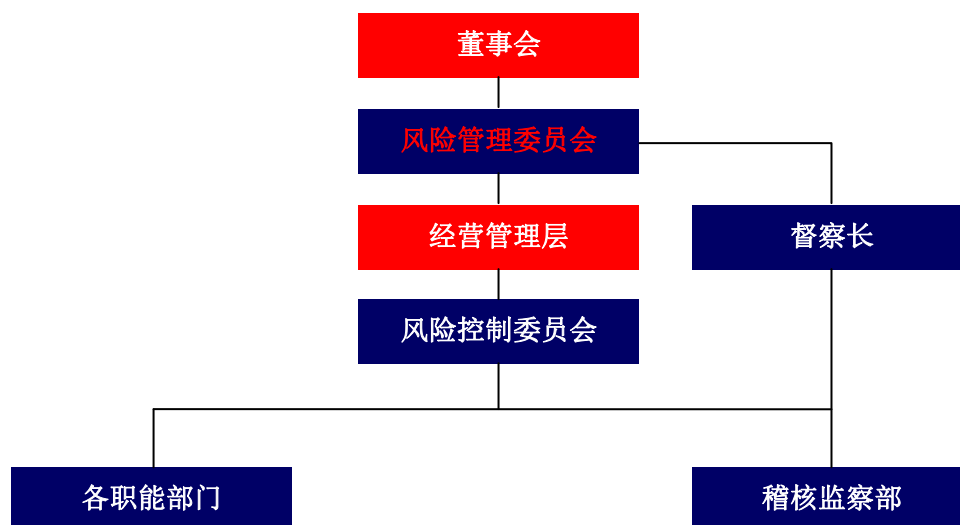 董事会
风险管理委员会
经营管理层
督察长
风险控制委员会
各职能部门
稽核监察部